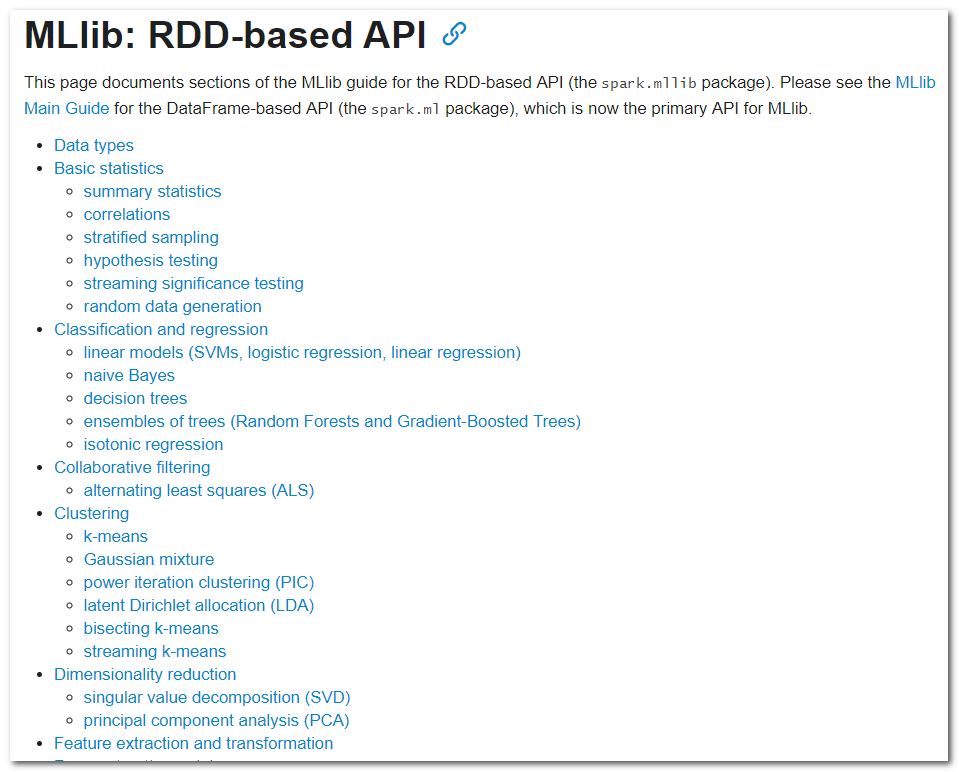 MLlib: RDD-based API
This page documents sections of the MLlib guide for the RDD-based API (the spark.mllib package). Please see the MLlib
Main Guide for the DataFrame-based API (the spark.ml package), which is now the primary API for MLlib.
• Data types
• Basic statistics
◦ summary statistics
◦ correlations
◦ stratified sampling
◦ hypothesis testing
◦ streaming significance testing
◦ random data generation
• Classification and regression
◦ linear models (SVMs, logistic regression, linear regression)
◦ naive Bayes
◦ decision trees
◦ ensembles of trees (Random Forests and Gradient-Boosted Trees)
◦ isotonic regression
• Collaborative filtering
◦ alternating least squares (ALS)
• Clustering
◦ k-means
◦ Gaussian mixture
◦ power iteration clustering (PIC)
◦ latent Dirichlet allocation (LDA)
◦ bisecting k-means
◦ streaming k-means
• Dimensionality reduction
◦ singular value decomposition (SVD)
◦ principal component analysis (PCA)
• Feature extraction and transformation